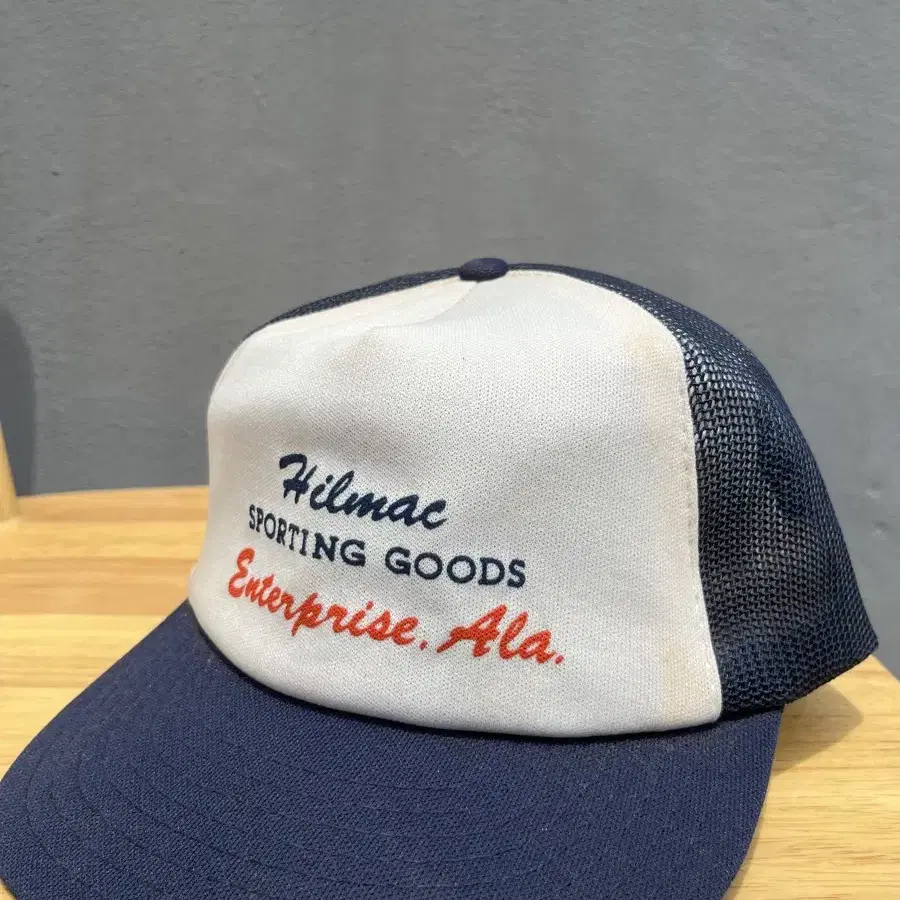 Hilmac
SPORTING GOODS
Enterprise, Ala.